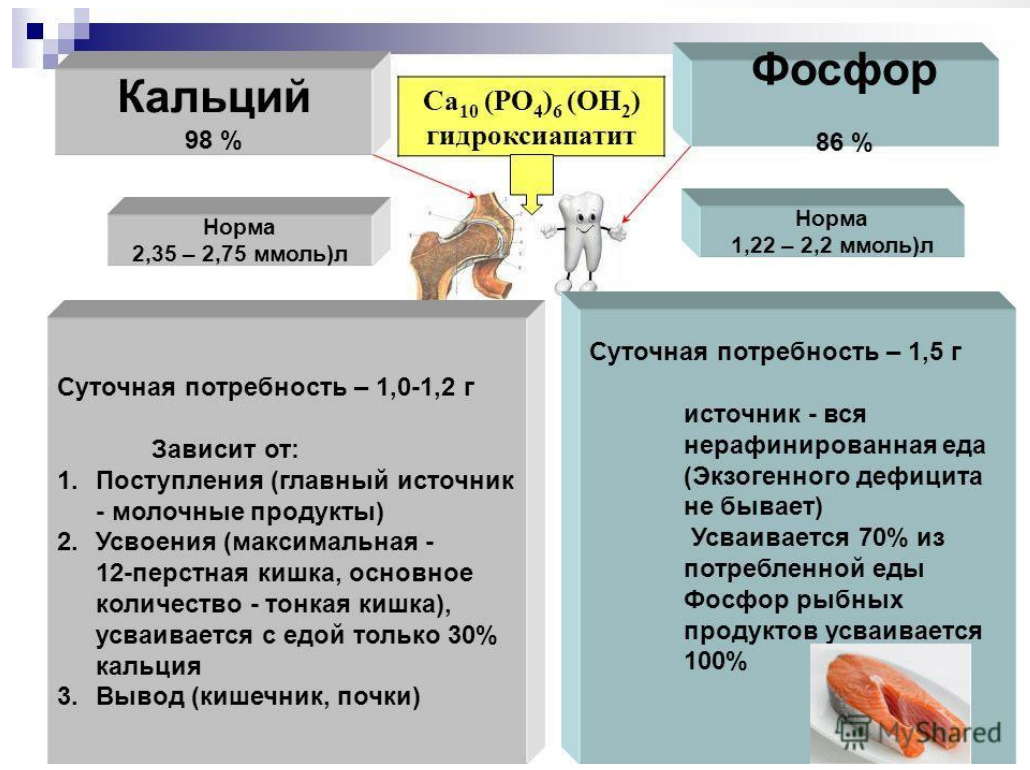 Кальций
98 %
Ca10 (PO4)6 (OH2)
гидроксиапатит
Фосфор
86 %
Норма
2,35 – 2,75 ммоль)л
Норма
1,22 – 2,2 ммоль)л
Суточная потребность – 1,0-1,2 г
Зависит от:
1. Поступления (главный источник
- молочные продукты)
2. Усвоения (максимальная -
12-перстная кишка, основное
количество - тонкая кишка),
усваивается с едой только 30%
кальция
3. Вывод (кишечник, почки)
Суточная потребность – 1,5 г
источник - вся
нерафинированная еда
(Экзогенного дефицита
не бывает)
Усваивается 70% из
потребленной еды
Фосфор рыбных
продуктов усваивается
100%
MyShared